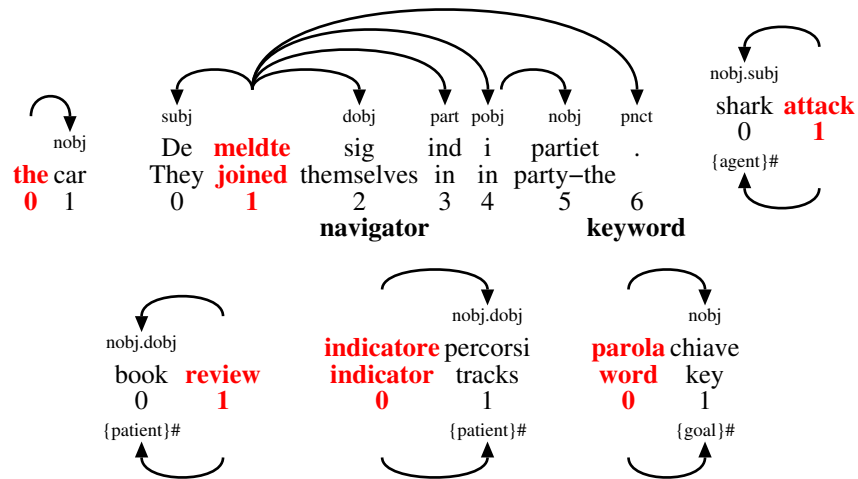 nobj
the car
0 1
subj dobj part pobj nobj pnct
De meldte sig ind i partiet .
They joined themselves in in party–the
0 1 2 3 4 5 6
navigator keyword
nobj.subj
shark attack
0 1
{agent}#
nobj.dobj
book review
0 1
{patient}#
nobj.dobj
indicatore percorsi
indicator tracks
0 1
{patient}#
nobj
parola chiave
word key
0 1
{goal}#